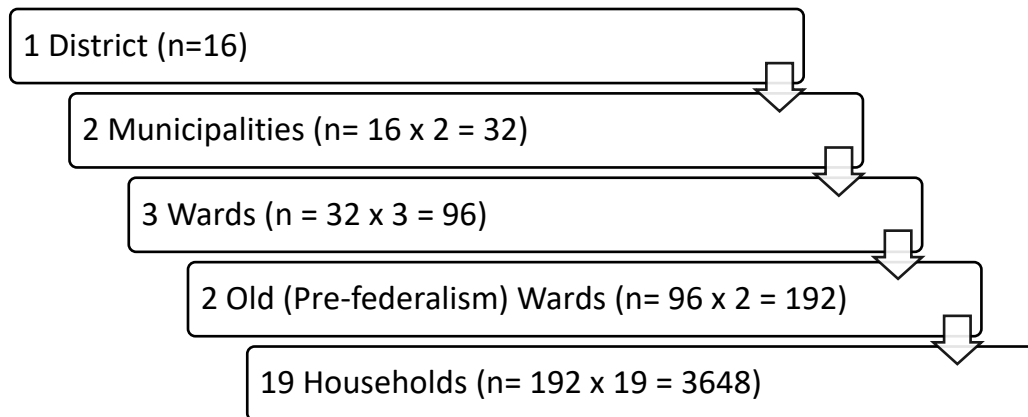 1 District (n=16)
2 Municipalities (n= 16 x 2 = 32)
3 Wards (n = 32 x 3 = 96)
2 Old (Pre-federalism) Wards (n= 96 x 2 = 192)
19 Households (n= 192 x 19 = 3648)